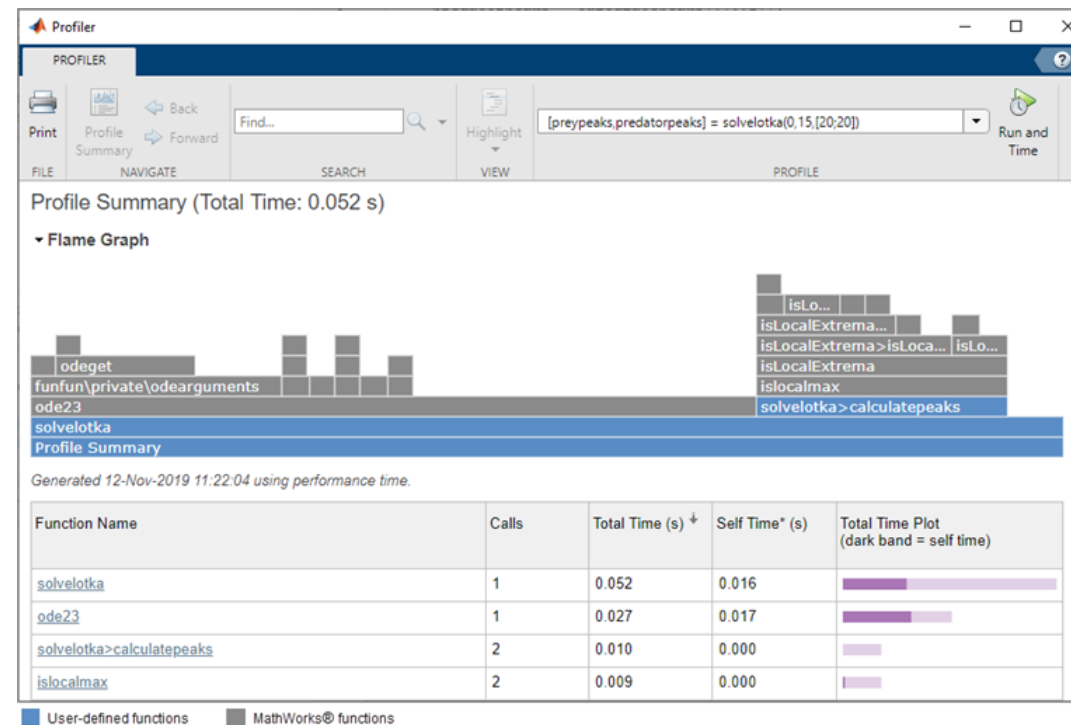 Profiler
PROFILER
Print
Profile Summary
Back
Forward
Find...
Highlight
[preypeaks,predatorpeaks] = solvelotka(0,15,[20;20])
Run and Time
FILE
NAVIGATE
SEARCH
VIEW
PROFILE
Profile Summary (Total Time: 0.052 s)
Flame Graph
isLo...
isLocalExtrema...
isLocalExtrema>isLoca... isLo...
odeget
isLocalExtrema
funfun\private\odearguments
islocalmax
ode23
solvelotka>calculatepeaks
solvelotka
Profile Summary
Generated 12-Nov-2019 11:22:04 using performance time.
Function Name Calls Total Time (s) Self Time* (s) Total Time Plot
(dark band = self time)
solvelotka 1 0.052 0.016
ode23 1 0.027 0.017
solvelotka>calculatepeaks 2 0.010 0.000
islocalmax 2 0.009 0.000
User-defined functions MathWorks® functions